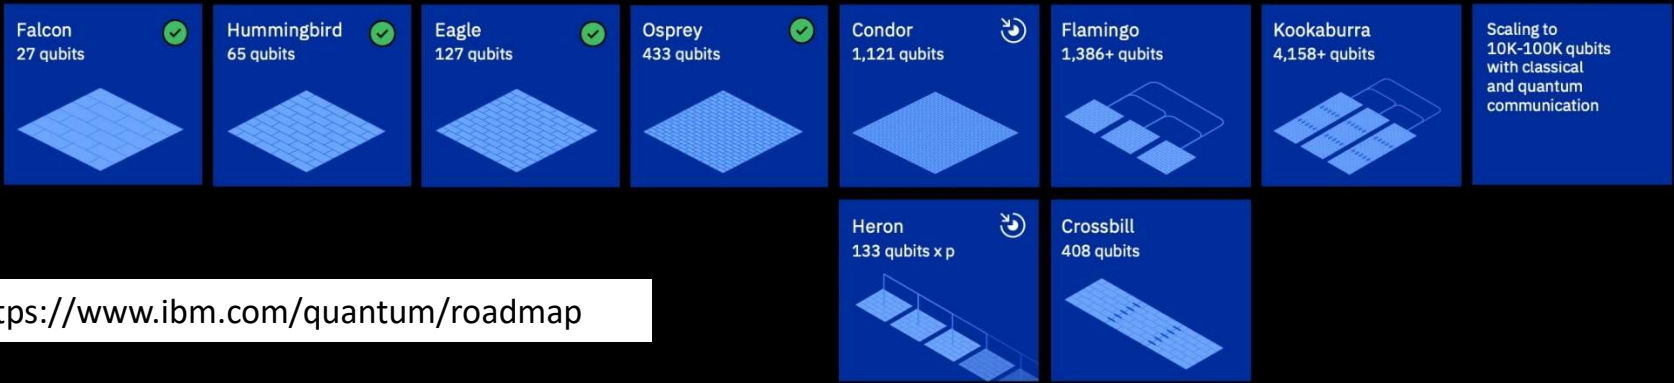 Falcon
27 qubits
Hummingbird
65 qubits
Eagle
127 qubits
Osprey
433 qubits
Condor
1,121 qubits
Flamingo
1,386+ qubits
Kookaburra
4,158+ qubits
Scaling to
10K-100K qubits
with classical
and quantum
communication
Heron
133 qubits x p
Crossbill
408 qubits
tps://www.ibm.com/quantum/roadmap